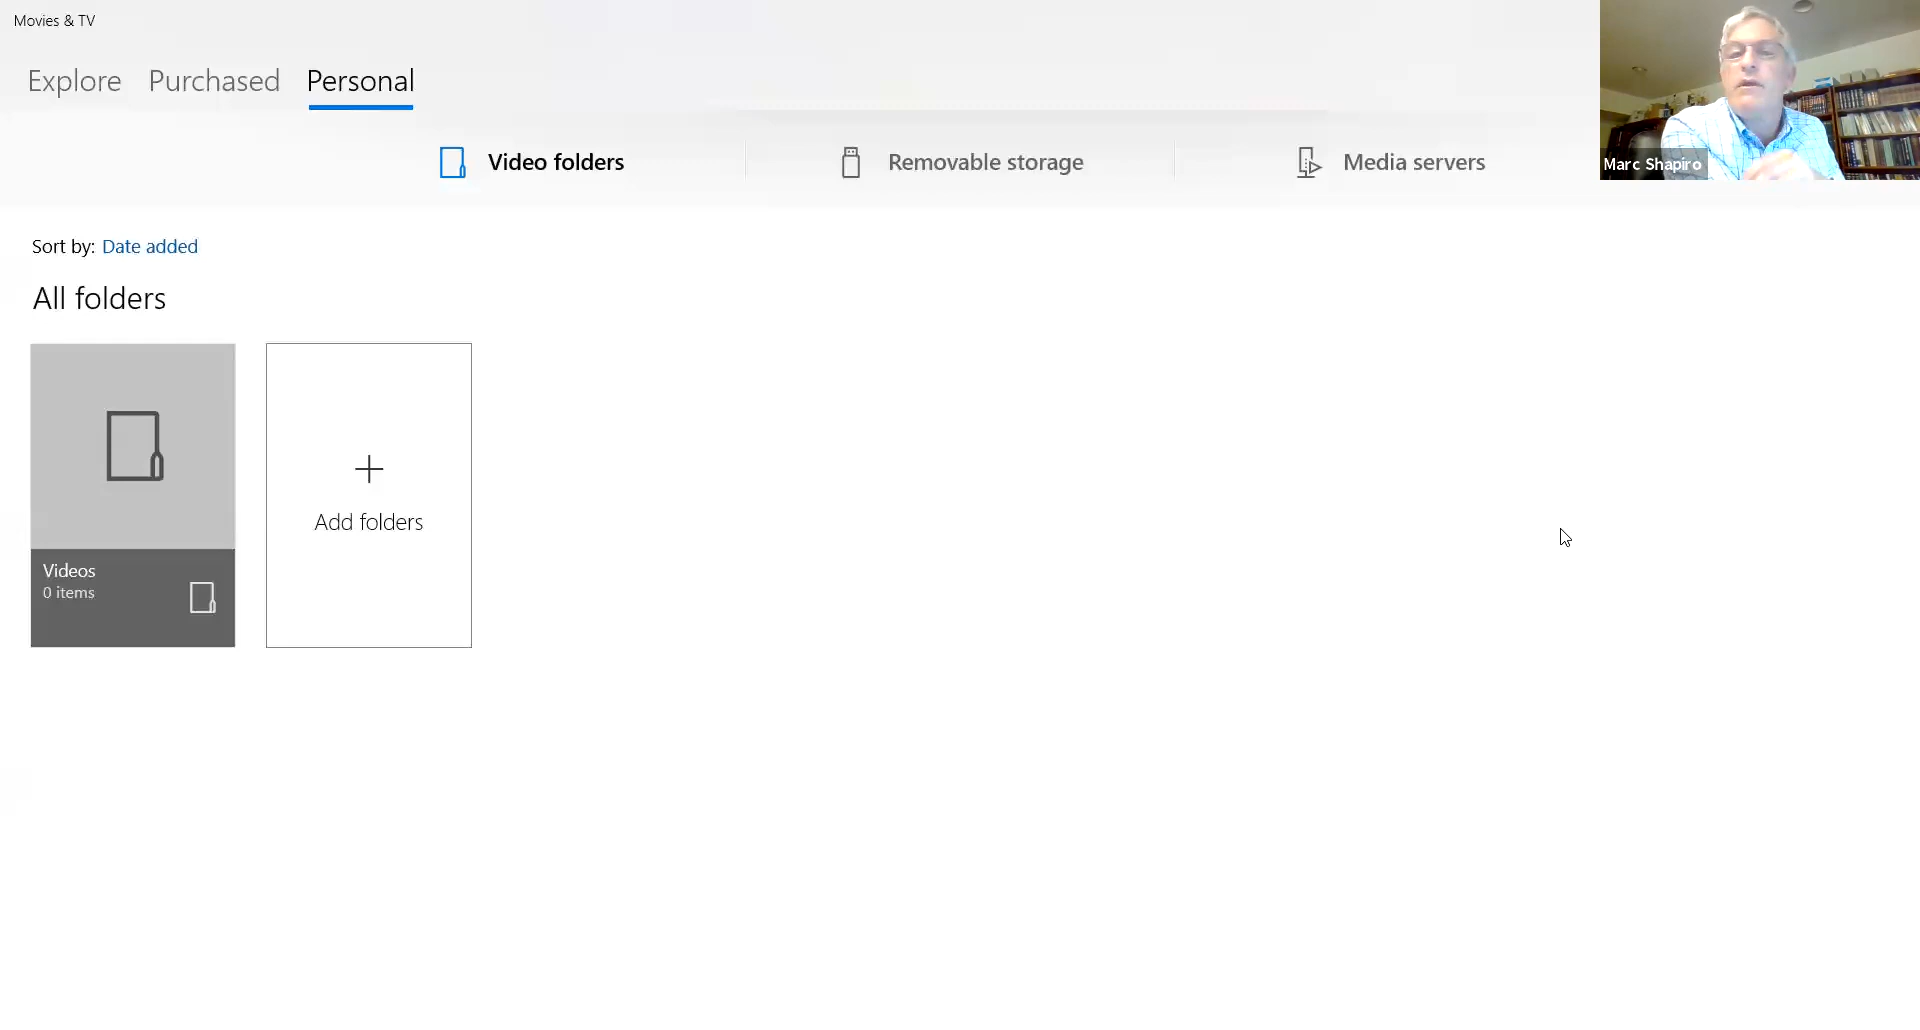 Movies & TV
Explore Purchased Personal
Video folders Removable storage Media servers
Marc Shapiro
Sort by: Date added
All folders
Add folders
Videos
0 items